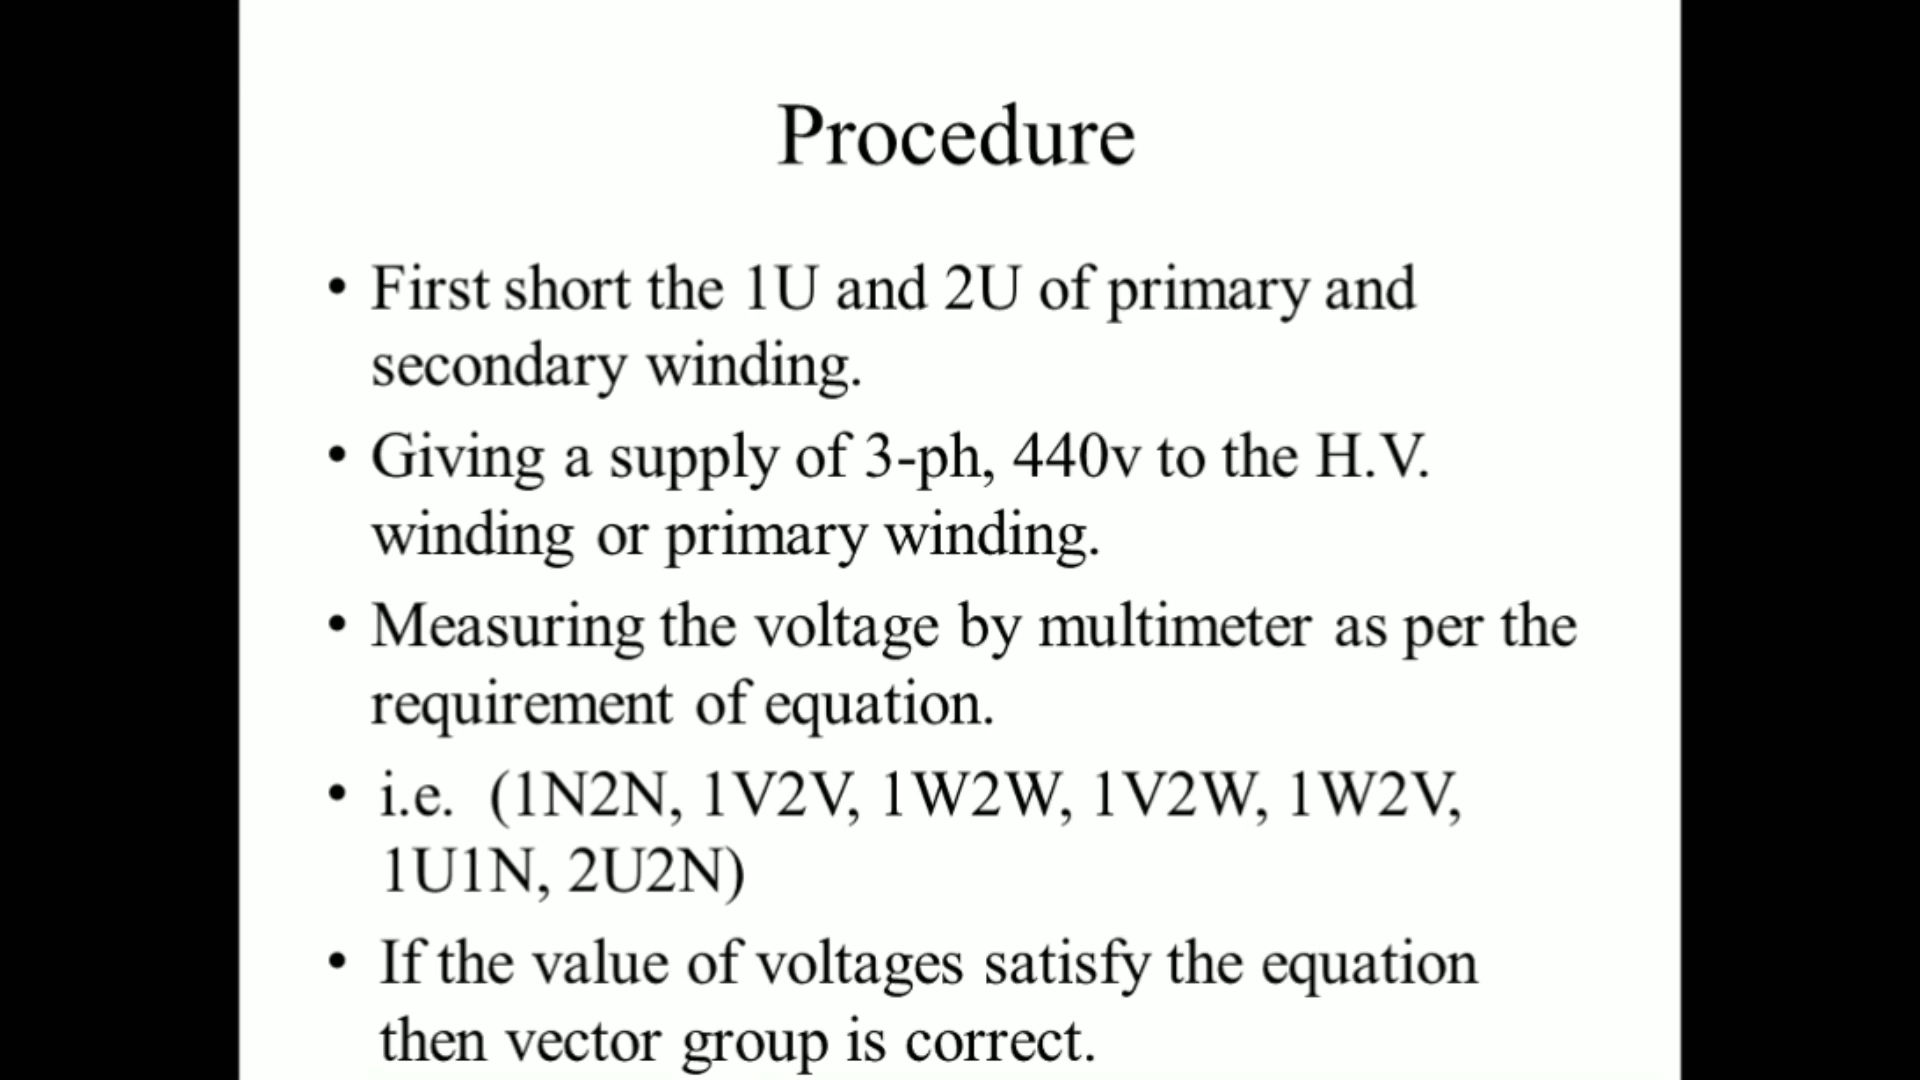 Procedure
• First short the 1U and 2U of primary and
secondary winding.
• Giving a supply of 3-ph, 440v to the H.V.
winding or primary winding.
• Measuring the voltage by multimeter as per the
requirement of equation.
• i.e. (1N2N, 1V2V, 1W2W, 1V2W, 1W2V,
1U1N, 2U2N)
• If the value of voltages satisfy the equation
then vector group is correct.